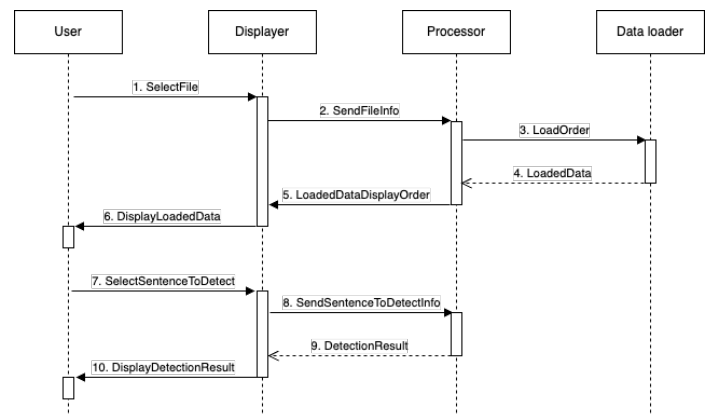 User
Displayer
Processor
Data loader
1. SelectFile
2. SendFileInfo
3. LoadOrder
4. LoadedData
5. LoadedDataDisplayOrder
6. DisplayLoadedData
7. SelectSentenceToDetect
8. SendSentenceToDetectInfo
9. DetectionResult
10. DisplayDetectionResult